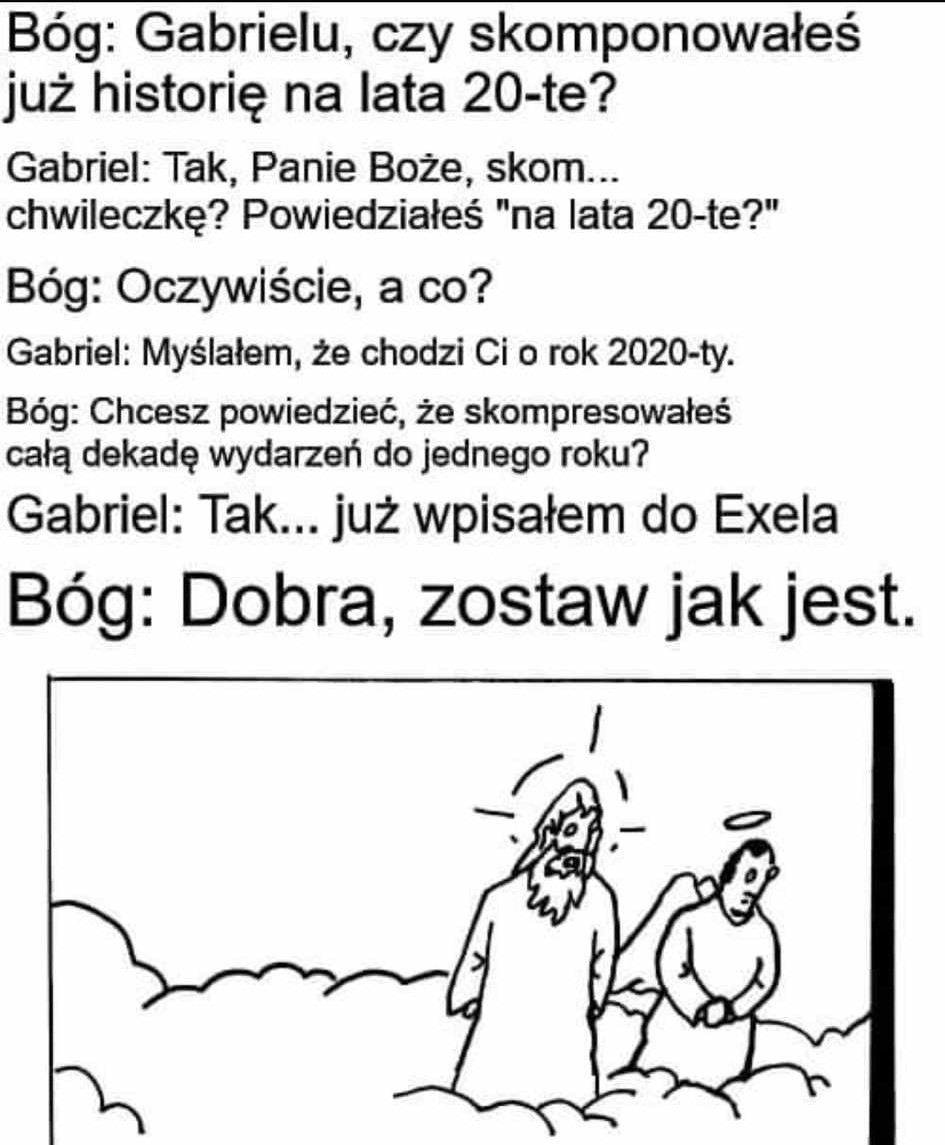 Bóg: Gabrielu, czy skomponowałeś
już historię na lata 20-te?
Gabriel: Tak, Panie Boże, skom...
chwileczkę? Powiedziałeś "na lata 20-te?"
Bóg: Oczywiście, a co?
Gabriel: Myślałem, że chodzi Ci o rok 2020-ty.
Bóg: Chcesz powiedzieć, że skompresowałeś
całą dekadę wydarzeń do jednego roku?
Gabriel: Tak... już wpisałem do Exela
Bóg: Dobra, zostaw jak jest.